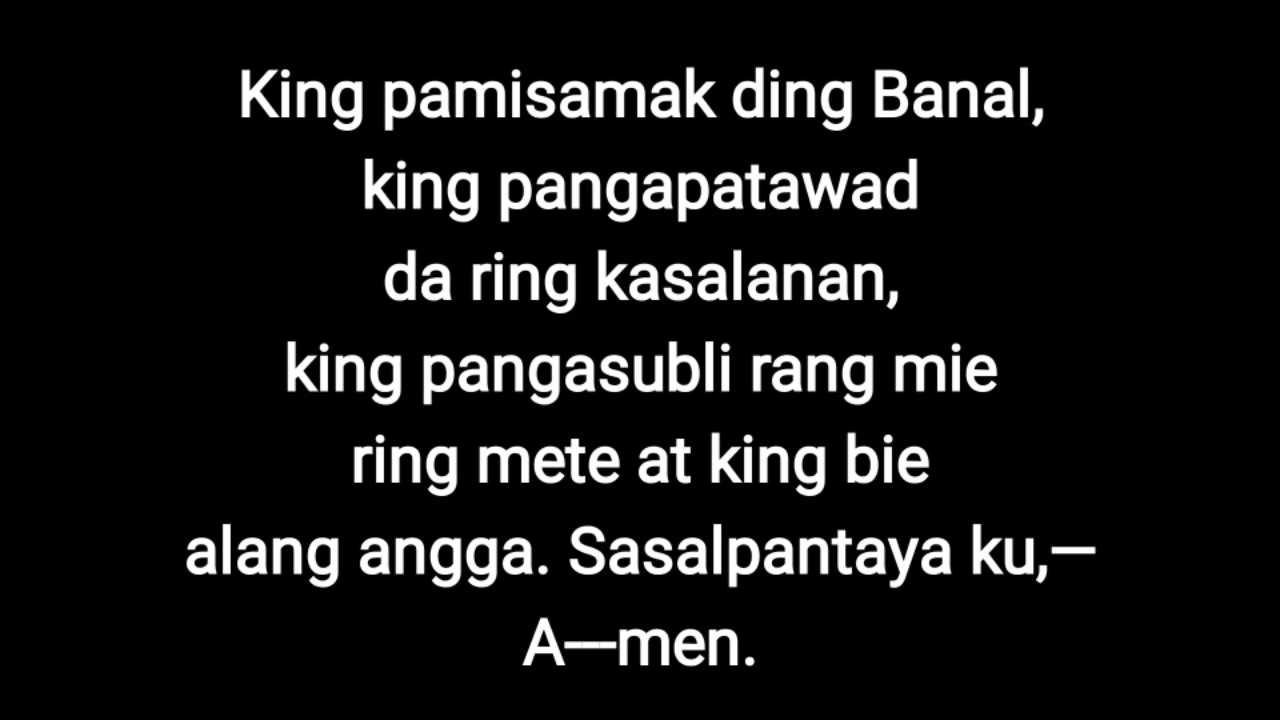 King pamisamak ding Banal,
king pangapatawad
da ring kasalanan,
king pangasubli rang mie
ring mete at king bie
alang angga. Sasalpantaya ku,—
A---men.